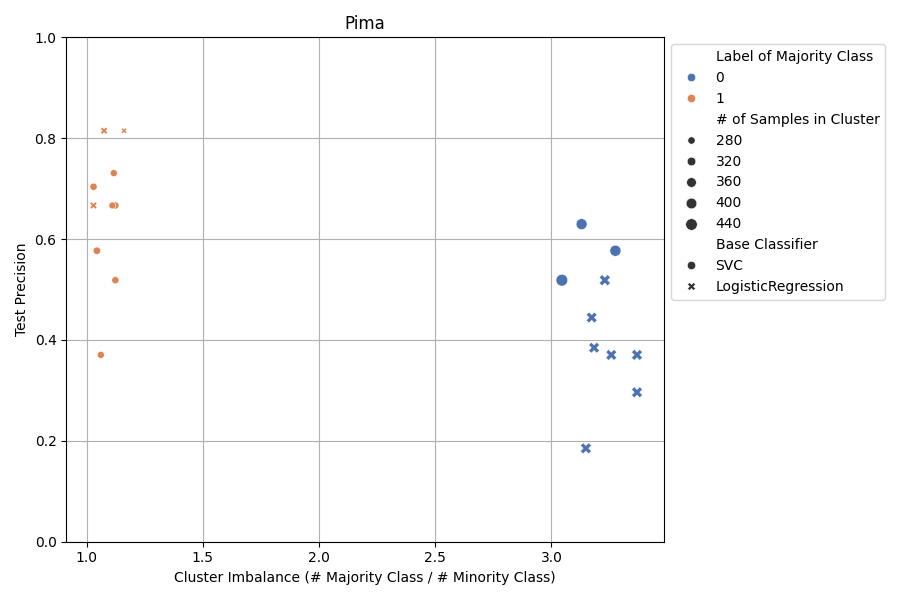 Pima
1.0
0.8
0.6
0.4
0.2
0.0
Test Precision
1.0
1.5
2.0
2.5
3.0
Cluster Imbalance (# Majority Class / # Minority Class)
Label of Majority Class
0
1
# of Samples in Cluster
280
320
360
400
440
Base Classifier
SVC
LogisticRegression